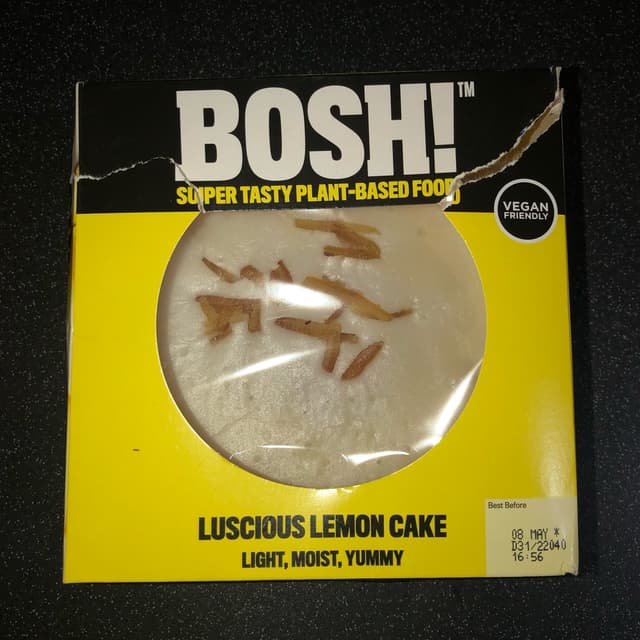 BOSH!™
SUPER TASTY PLANT-BASED FOOD
VEGAN
FRIENDLY
LUSCIOUS LEMON CAKE
LIGHT, MOIST, YUMMY
Best Before
08 MAY *
D31/22040
16:56